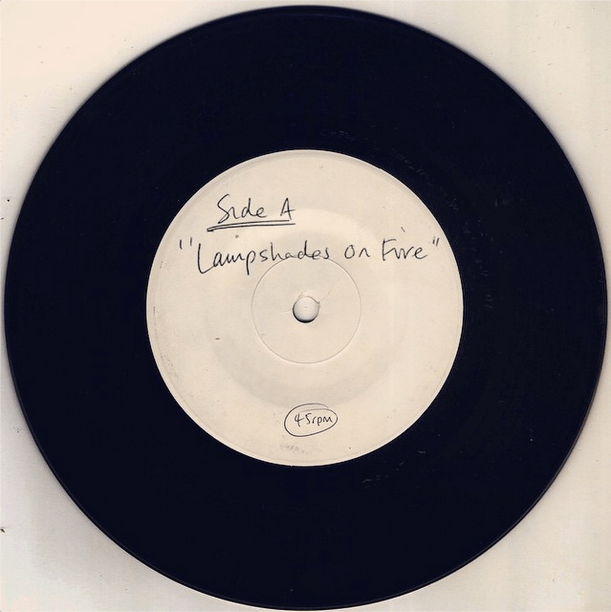 Side A
"Lampshades on Fire"
45rpm